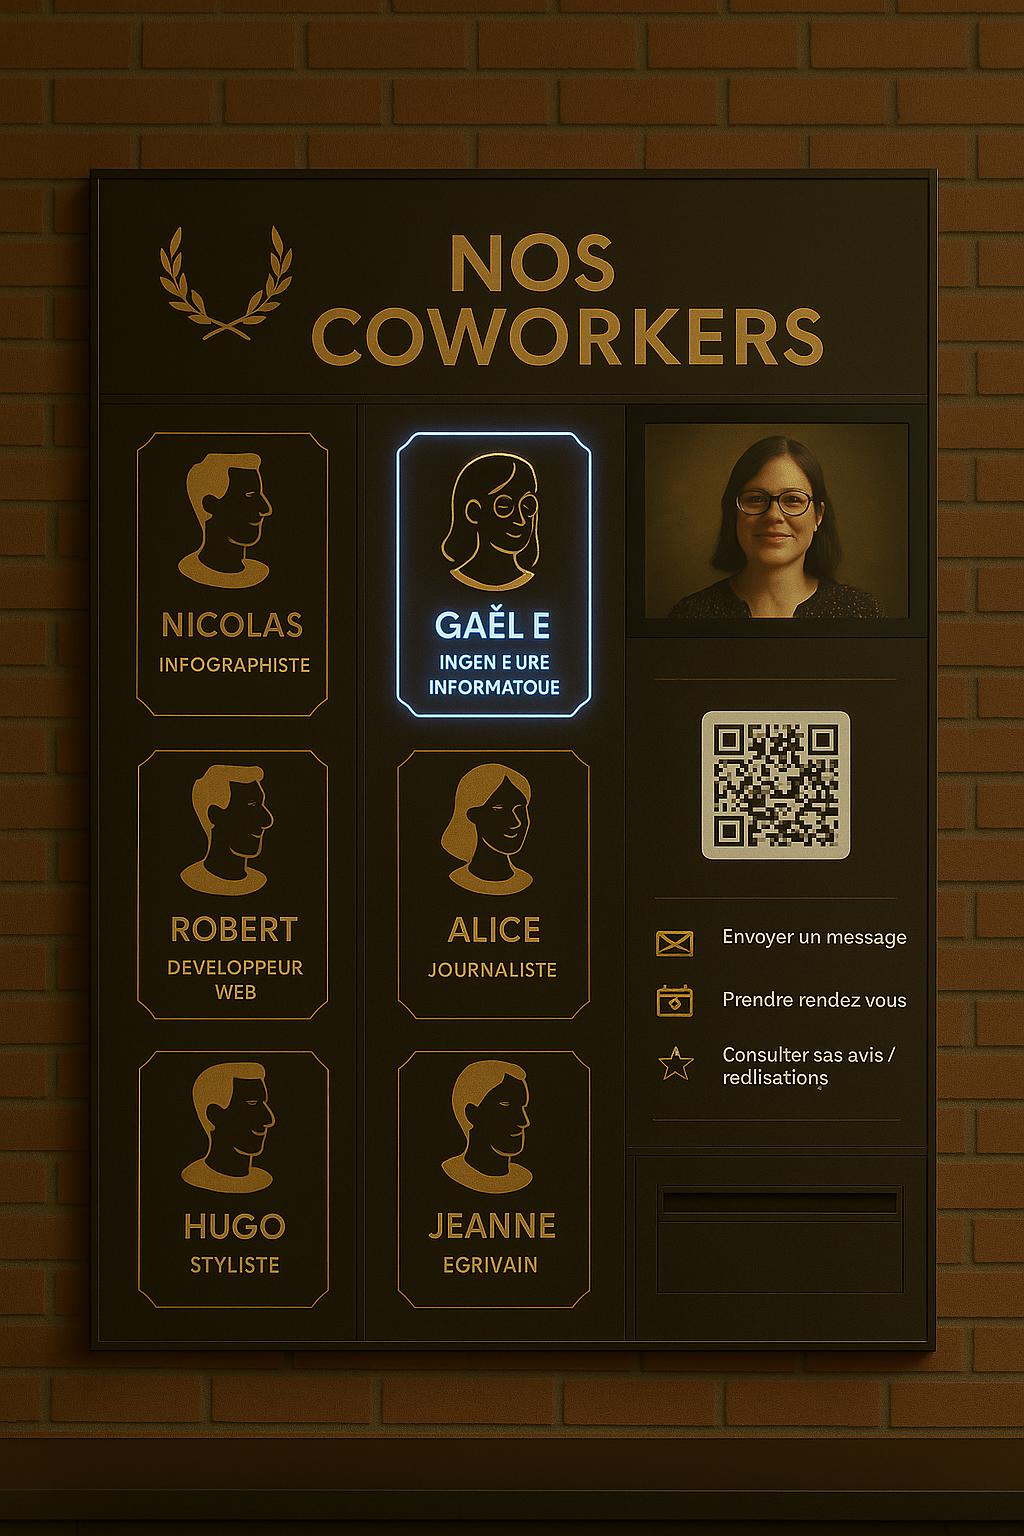 NOS
COWORKERS
NICOLAS
INFOGRAPHISTE
GAĚL E
INGEN E URE
INFORMATOUE
ROBERT
DEVELOPPEUR
WEB
ALICE
JOURNALISTE
HUGO
STYLISTE
JEANNE
EGRIVAIN
Envoyer un message
Prendre rendez vous
Consulter sas avis /
redlisations